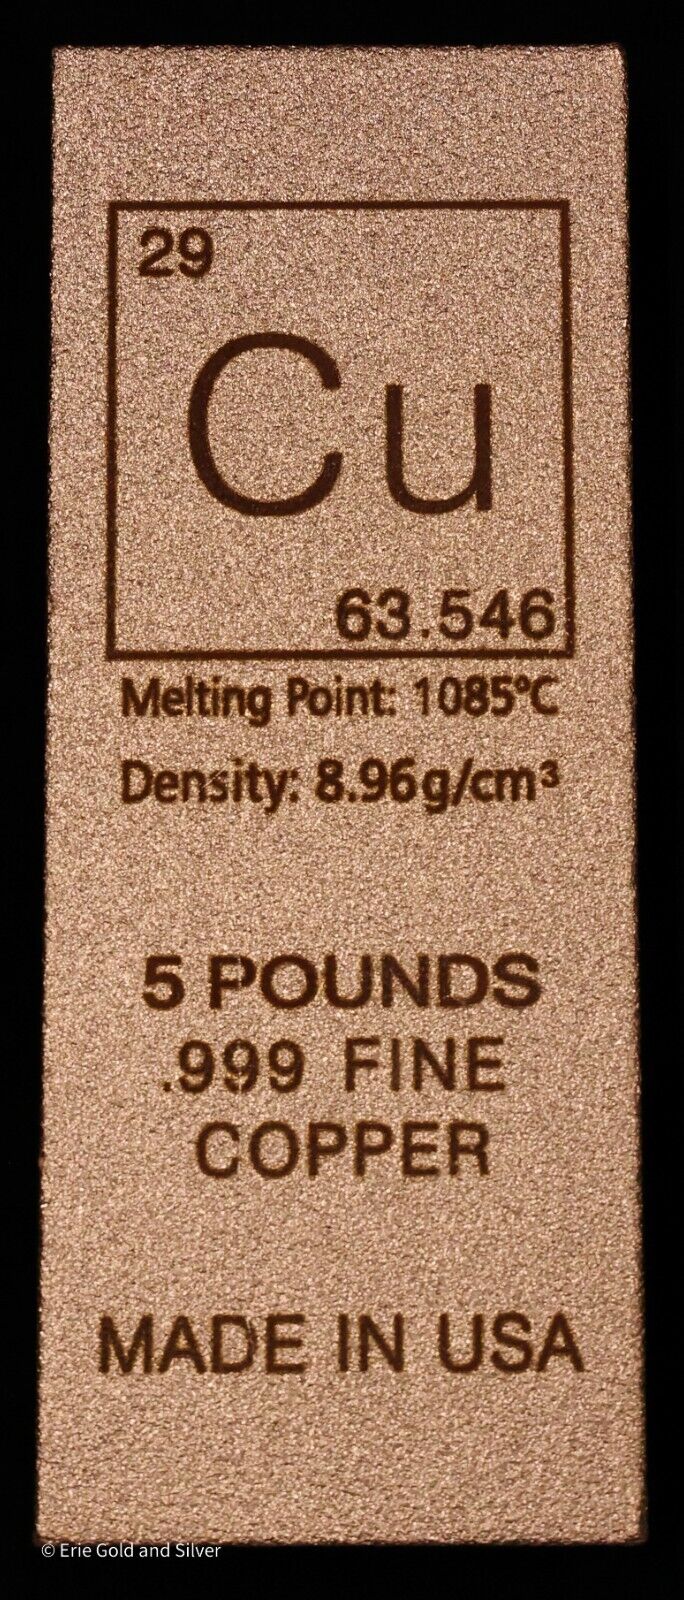 29
Cu
63.546
Melting Point: 1085°C
Density: 8.96g/cm³
5 POUNDS
.999 FINE
COPPER
MADE IN USA
© Erie Gold and Silver